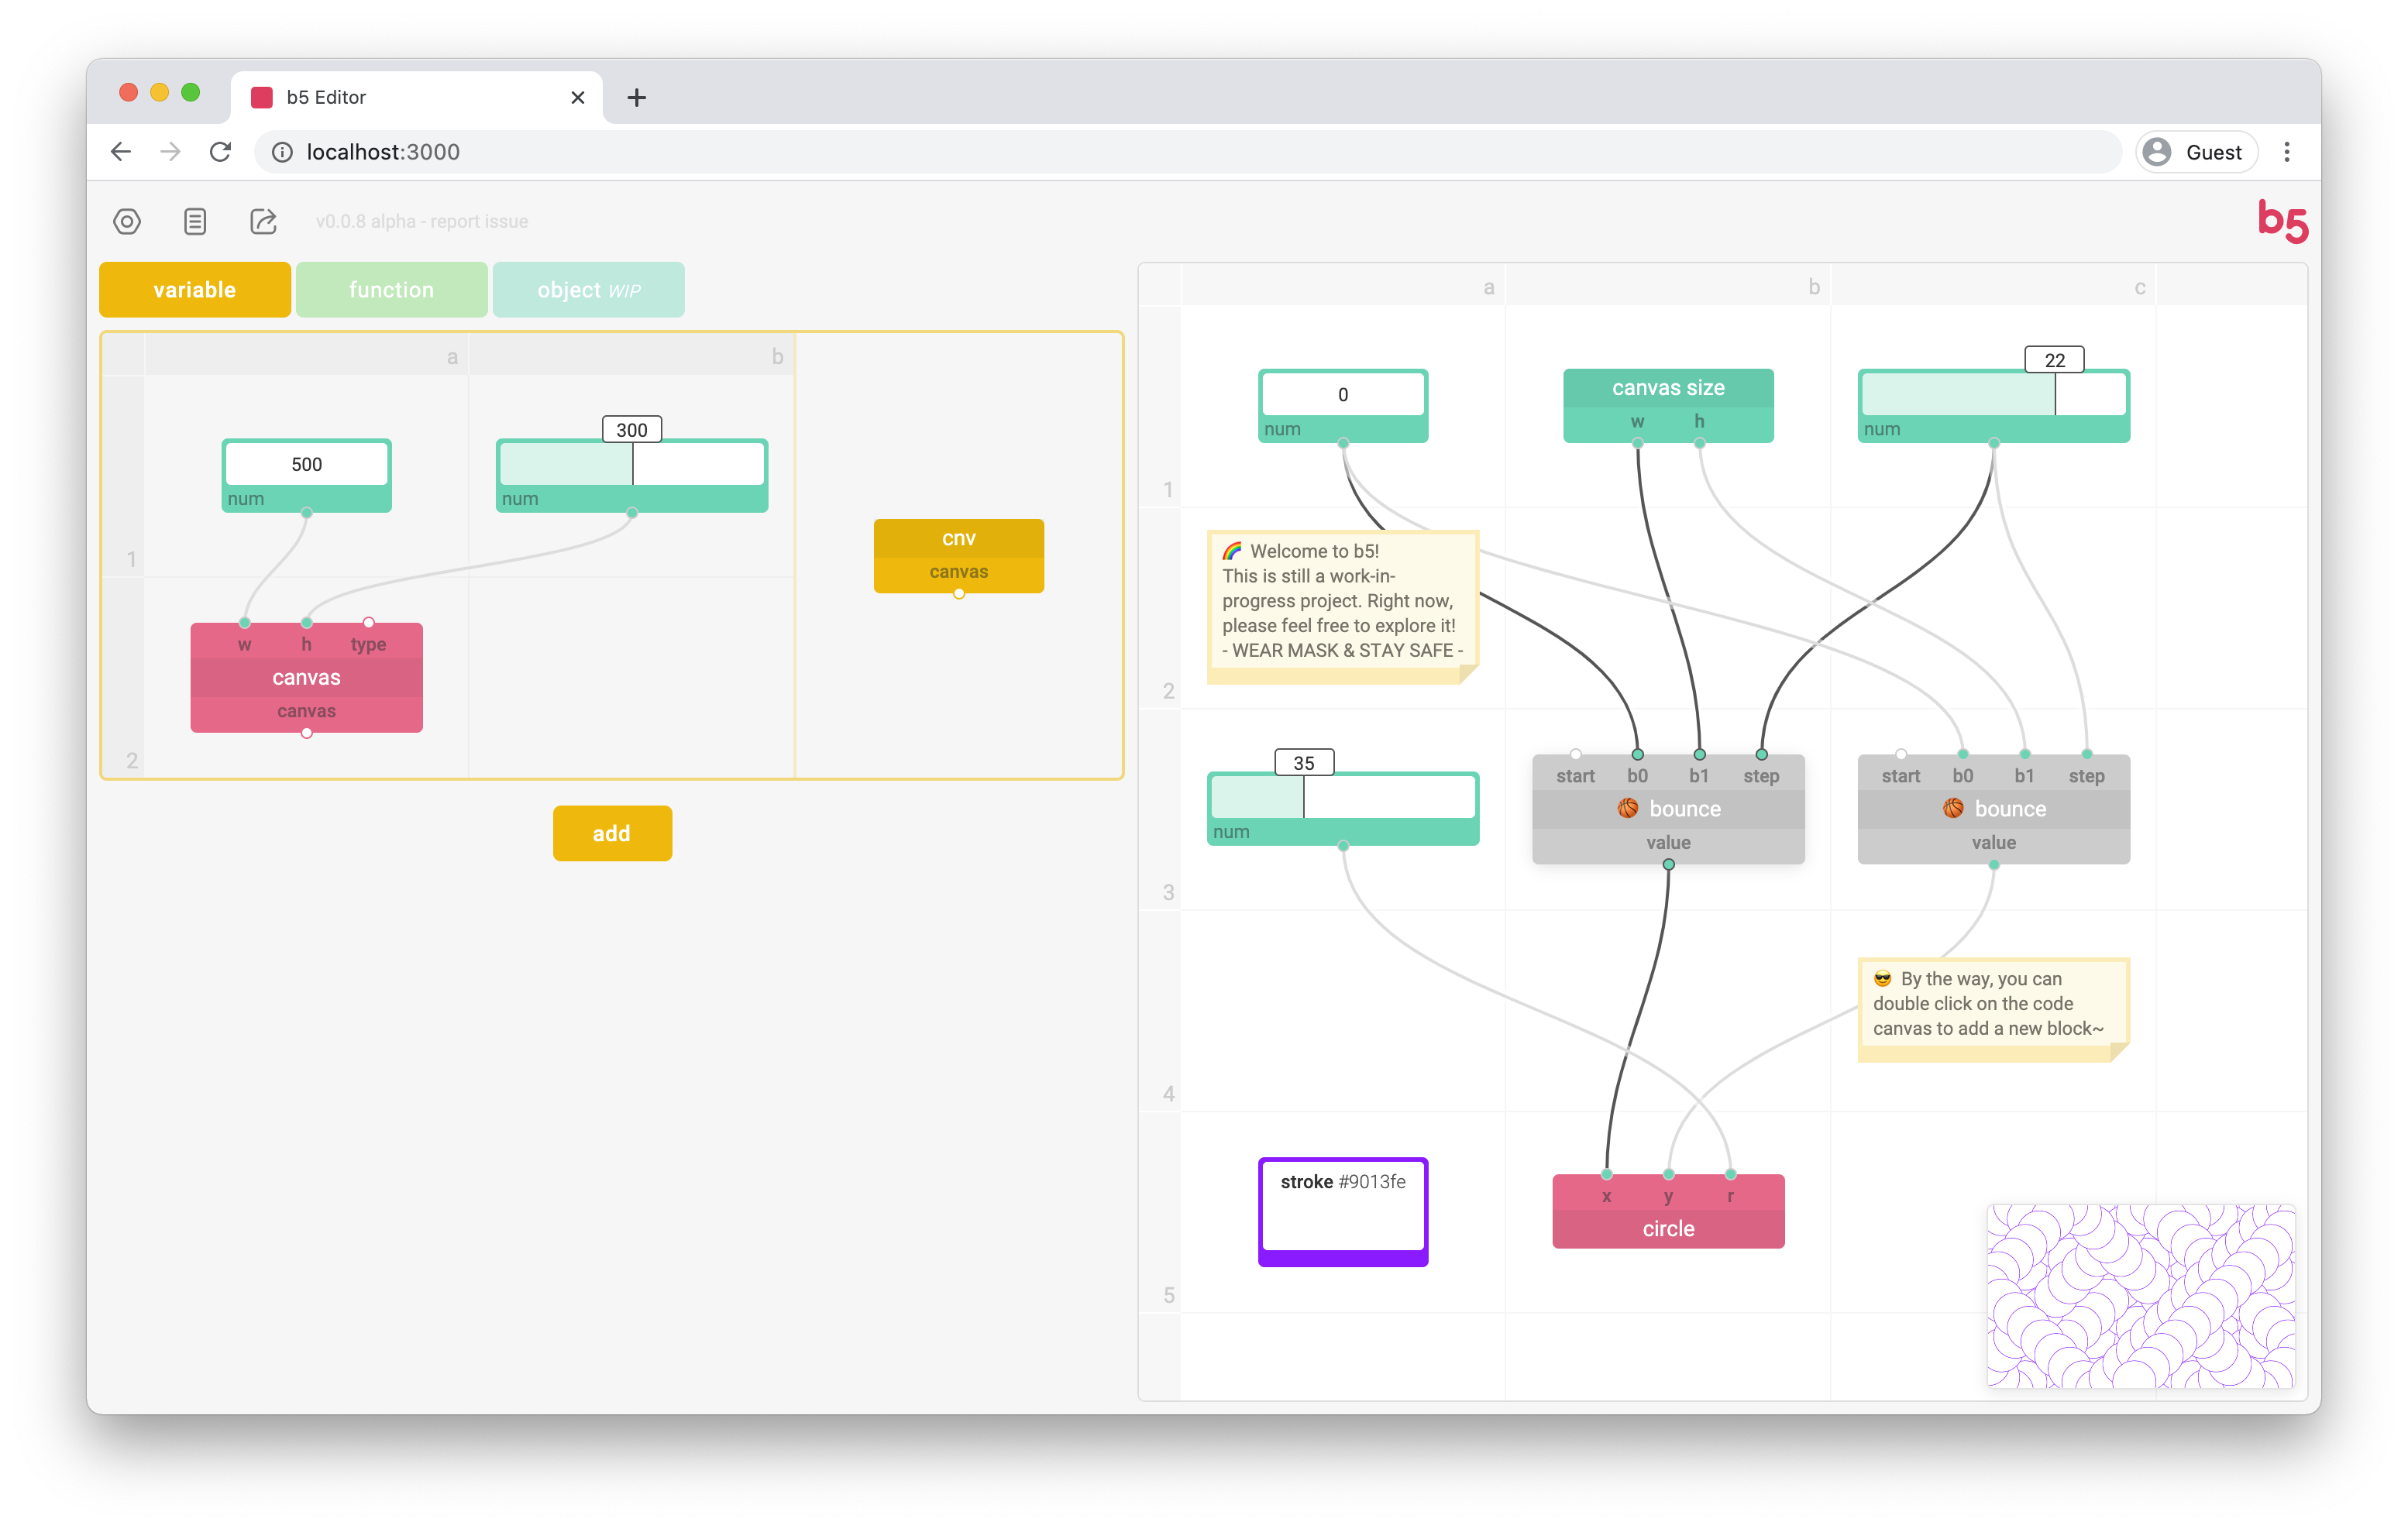 b5 Editor
localhost:3000
Guest
v0.0.8 alpha - report issue
b5
variable
function
object WIP
a
b
500
num
300
num
1
cnv
canvas
w h type
canvas
canvas
2
add
a
b
c
0
num
canvas size
w h
22
num
1
🌈 Welcome to b5!
This is still a work-in-
progress project. Right now,
please feel free to explore it!
- WEAR MASK & STAY SAFE -
2
35
num
start b0 b1 step
🏀 bounce
value
start b0 b1 step
🏀 bounce
value
3
😎 By the way, you can
double click on the code
canvas to add a new block~
4
stroke #9013fe
x y r
circle
5